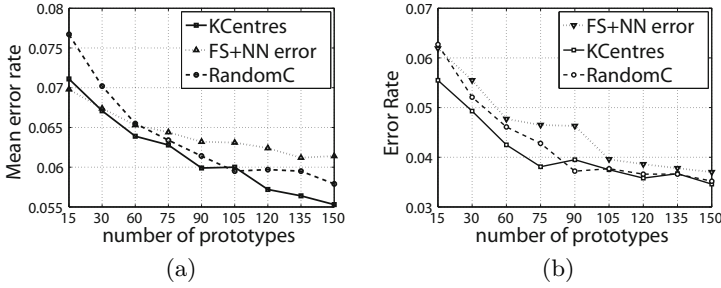 0.08
0.075
0.07
0.065
0.06
0.055
Mean error rate
KCentres
FS+NN error
RandomC
15 30 60 75 90 105 120 135 150
number of prototypes
(a)
0.07
0.06
0.05
0.04
0.03
Error Rate
FS+NN error
KCentres
RandomC
15 30 60 75 90 105 120 135 150
number of prototypes
(b)